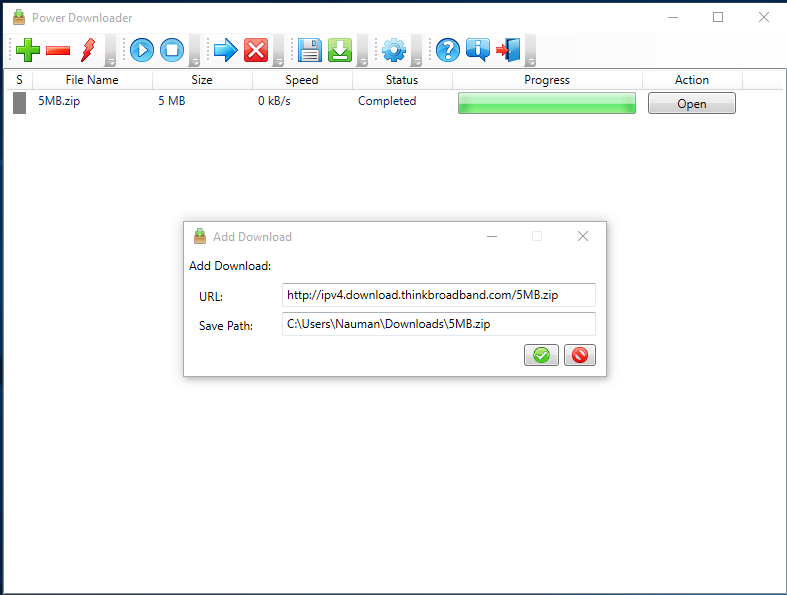 Power Downloader
S File Name Size Speed Status Progress Action
5MB.zip 5 MB 0 kB/s Completed Open
Add Download
Add Download:
URL: http://ipv4.download.thinkbroadband.com/5MB.zip
Save Path: C:\Users\Nauman\Downloads\5MB.zip